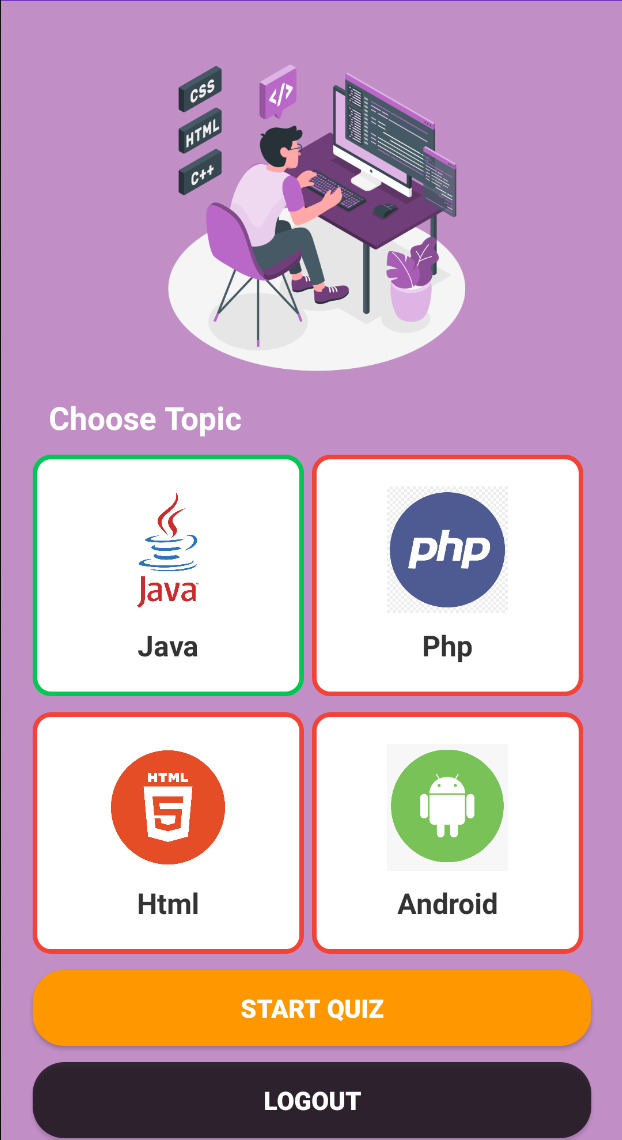 CSS
</>
HTML
C++
Choose Topic
Java
Java
php
Php
HTML
5
Html
Android
START QUIZ
LOGOUT